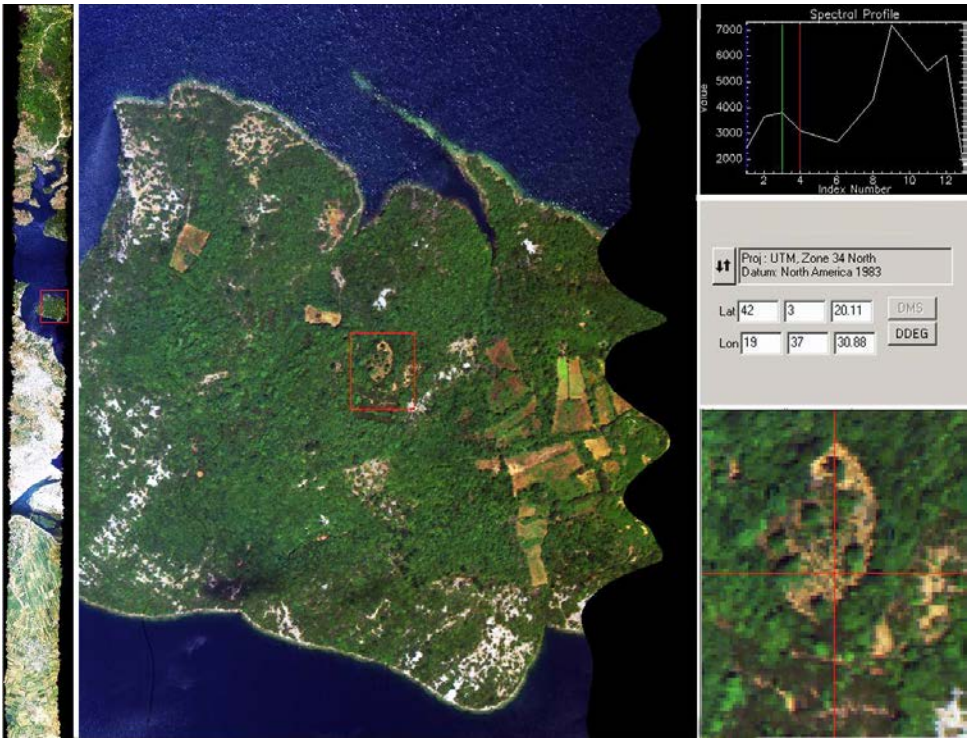 Spectral Profile
7000
6000
5000
4000
3000
2000
Value
2 4 6 8 10 12
Index Number
Proj : UTM, Zone 34 North
Datum: North America 1983
Lat 42 3 20.11 DMS
Lon 19 37 30.88 DDEG